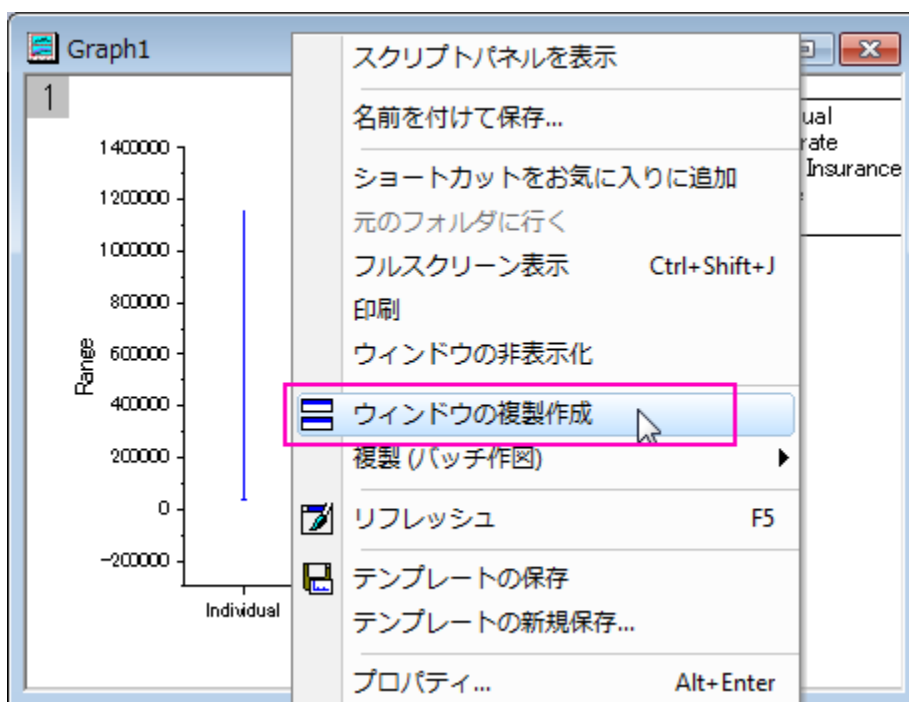 Graph1
スクリプトパネルを表示
名前を付けて保存...
ショートカットをお気に入りに追加
元のフォルダに行く
フルスクリーン表示 Ctrl+Shift+J
印刷
ウィンドウの非表示化
ウィンドウの複製作成
複製 (バッチ作図)
リフレッシュ F5
テンプレートの保存
テンプレートの新規保存...
プロパティ... Alt+Enter
1
1400000
1200000
1000000
800000
600000
400000
200000
0
-200000
Range
Individual
ual
rate
Insurance